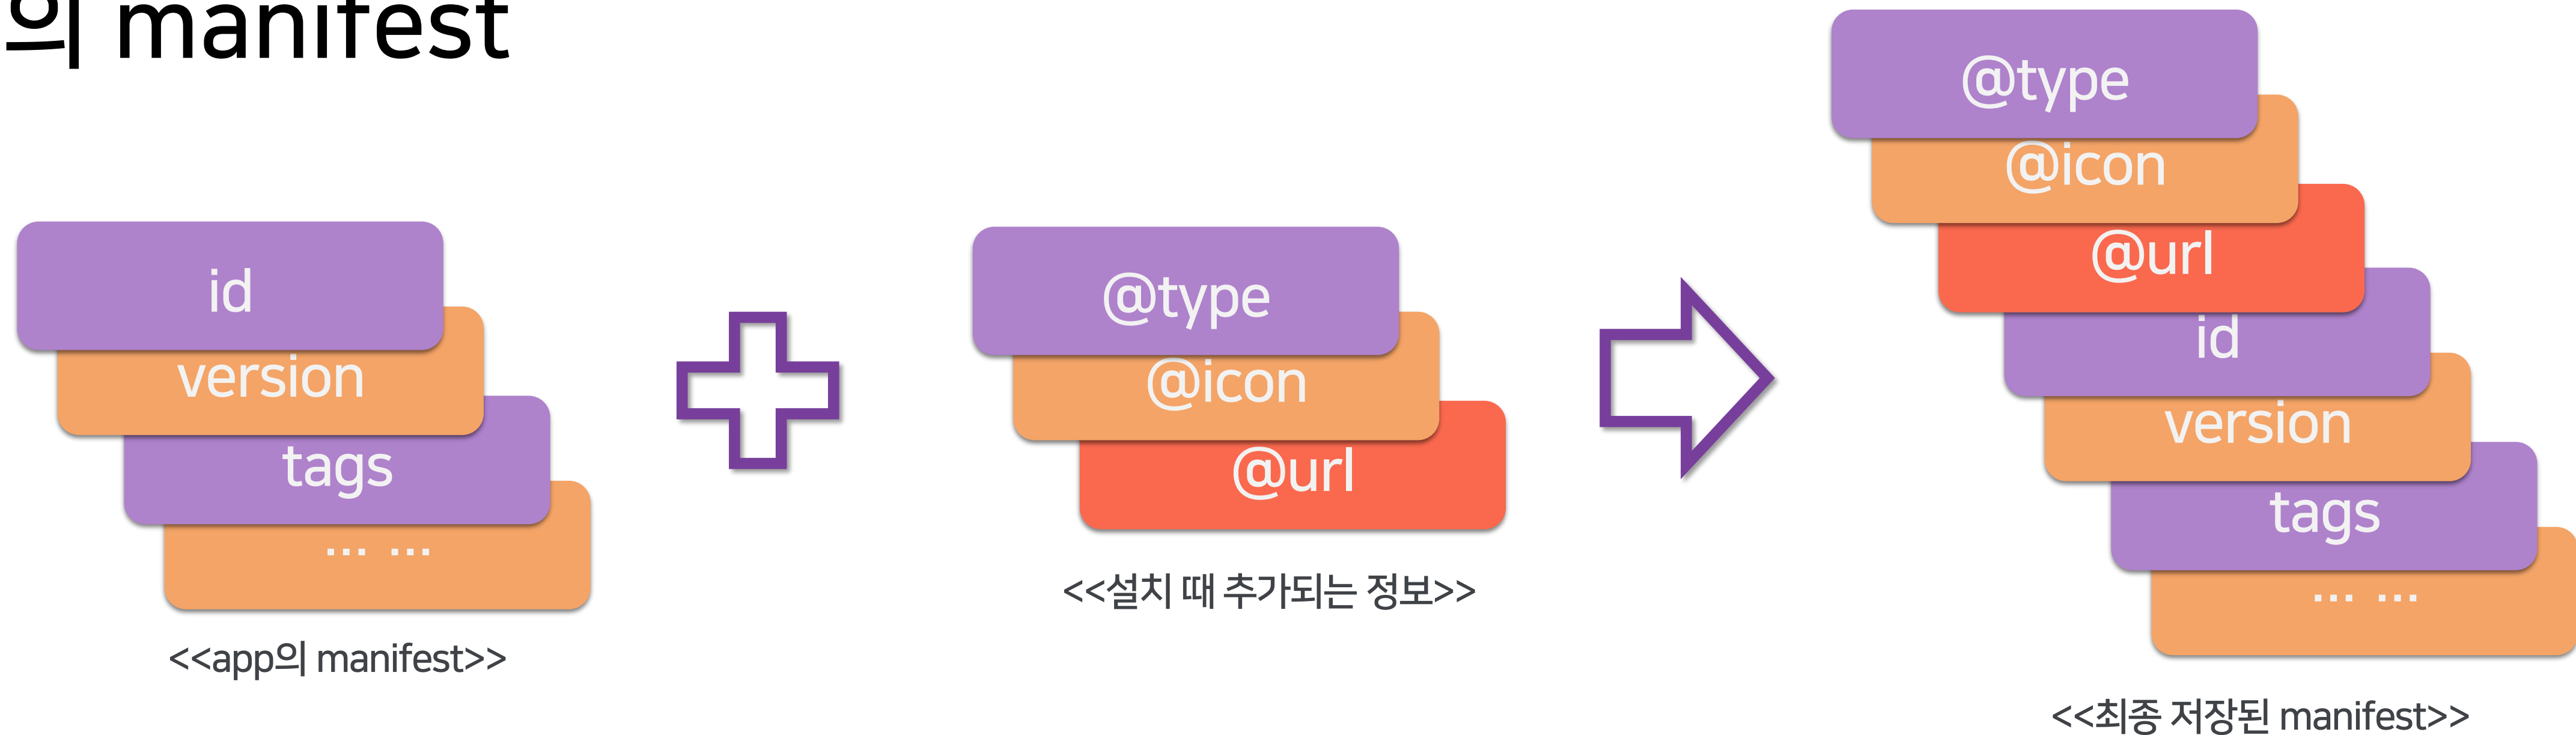 의 manifest
id
version
tags
... ...
<<app의 manifest>>
@type
@icon
@url
<<설치 때 추가되는 정보>>
@type
@icon
@url
id
version
tags
... ...
<<최종 저장된 manifest>>